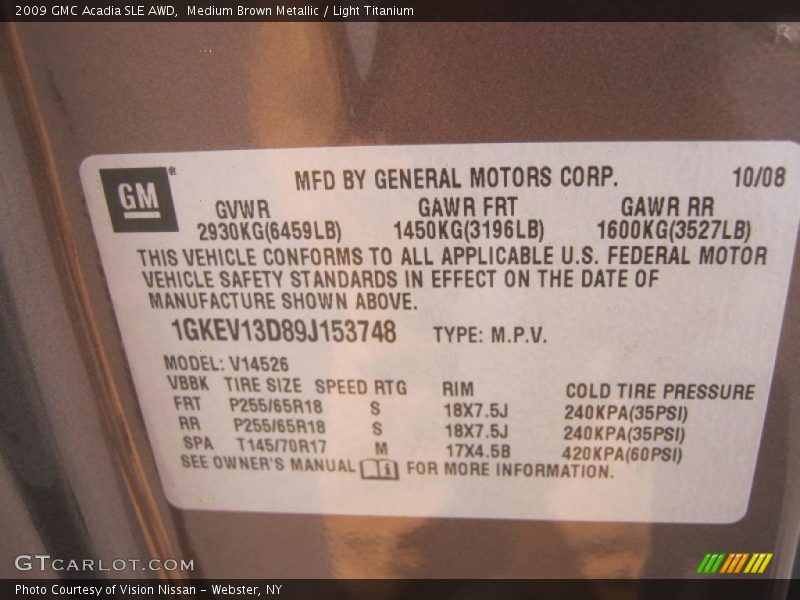 2009 GMC Acadia SLE AWD,  Medium Brown Metallic / Light Titanium
GM ® MFD BY GENERAL MOTORS CORP. 10/08
GVWR GAWR FRT GAWR RR
2930KG(6459LB) 1450KG(3196LB) 1600KG(3527LB)
THIS VEHICLE CONFORMS TO ALL APPLICABLE U.S. FEDERAL MOTOR
VEHICLE SAFETY STANDARDS IN EFFECT ON THE DATE OF
MANUFACTURE SHOWN ABOVE.
1GKEV13D89J153748 TYPE: M.P.V.
MODEL: V14526
VBBK TIRE SIZE SPEED RTG RIM COLD TIRE PRESSURE
FRT P255/65R18 S 18X7.5J 240KPA(35PSI)
RR P255/65R18 S 18X7.5J 240KPA(35PSI)
SPA T145/70R17 M 17X4.5B 420KPA(60PSI)
SEE OWNER'S MANUAL i FOR MORE INFORMATION.
GTCARLOT.COM
Photo Courtesy of Vision Nissan - Webster, NY